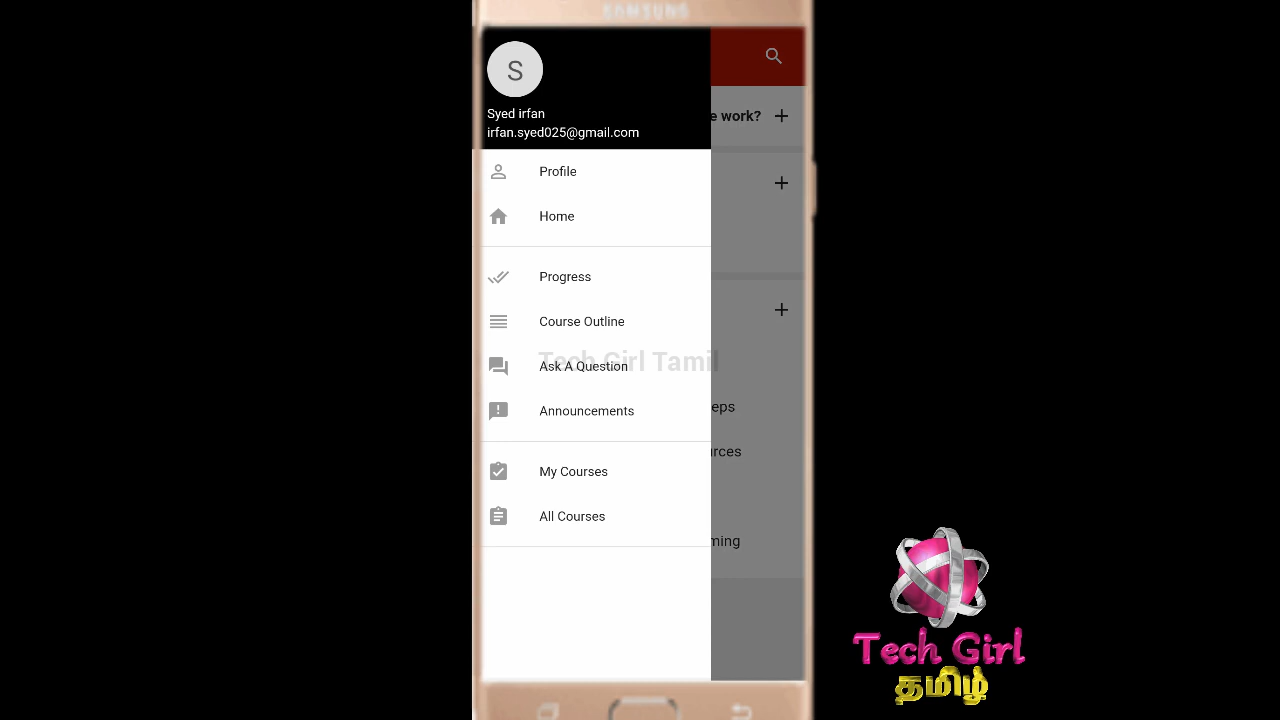 SAMSUNG
S
Syed irfan
irfan.syed025@gmail.com
e work?
Profile
Home
Progress
Course Outline
Tech Girl Tamil
Ask A Question
eps
Announcements
rces
My Courses
All Courses
ming
Tech Girl
தமிழ்